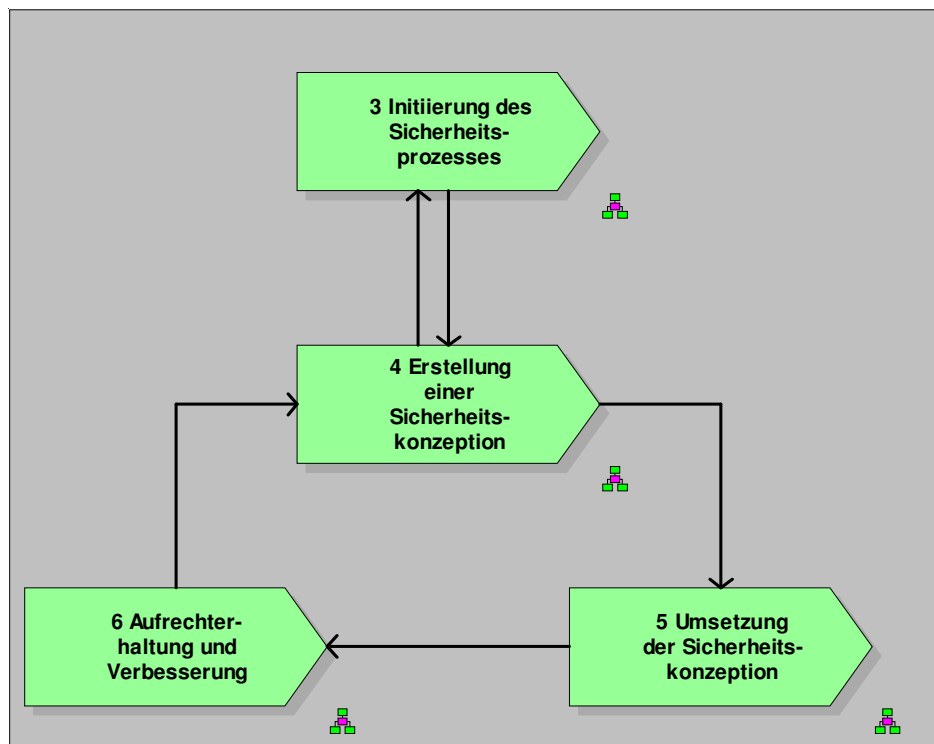 3 Initiierung des
Sicherheits-
prozesses
4 Erstellung
einer
Sicherheits-
konzeption
6 Aufrechter-
haltung und
Verbesserung
5 Umsetzung
der Sicherheits-
konzeption